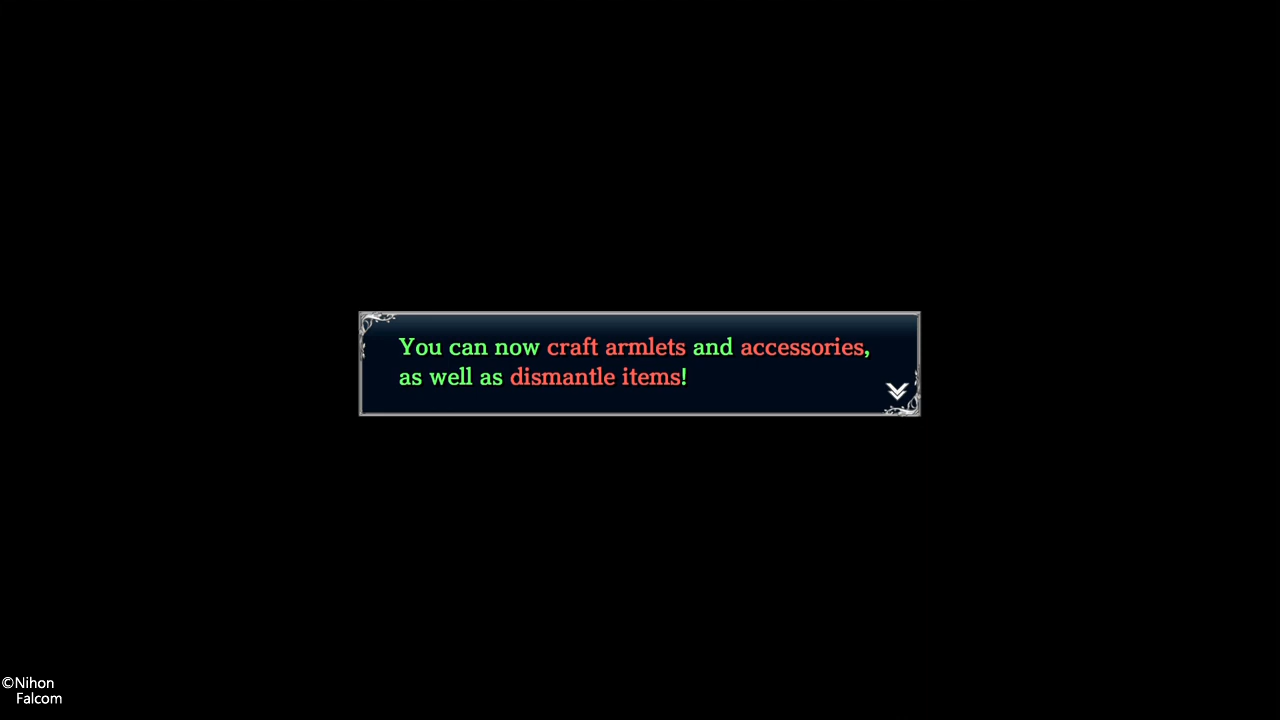 You can now craft armlets and accessories,
as well as dismantle items!
©Nihon
Falcom